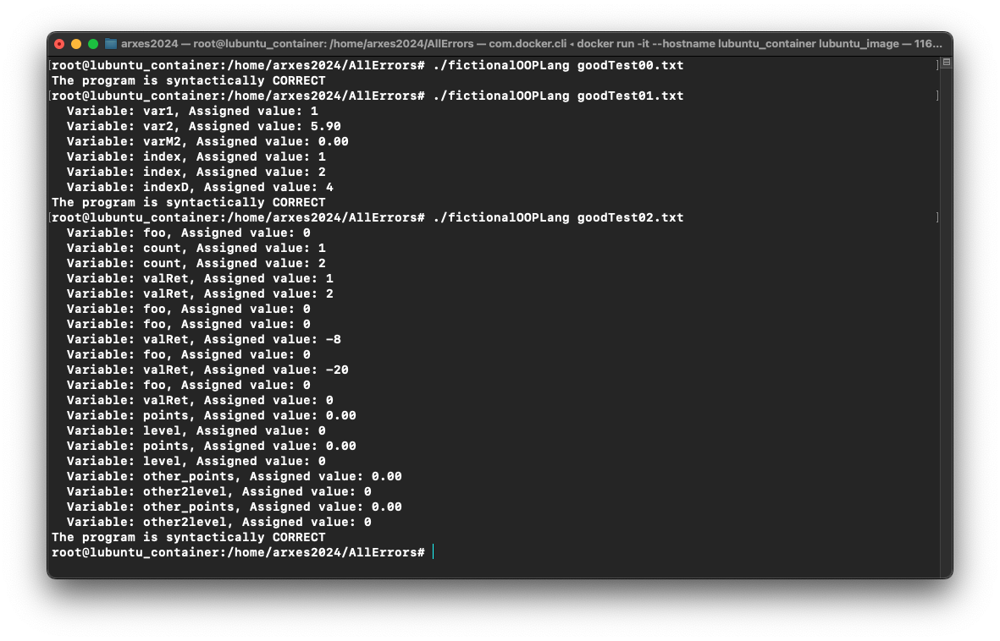 arxes2024 — root@lubuntu_container: /home/arxes2024/AllErrors — com.docker.cli ◂ docker run -it --hostname lubuntu_container lubuntu_image — 116...
[root@lubuntu_container:/home/arxes2024/AllErrors# ./fictionalOOPLang goodTest00.txt ]
The program is syntactically CORRECT
[root@lubuntu_container:/home/arxes2024/AllErrors# ./fictionalOOPLang goodTest01.txt ]
  Variable: var1, Assigned value: 1
  Variable: var2, Assigned value: 5.90
  Variable: varM2, Assigned value: 0.00
  Variable: index, Assigned value: 1
  Variable: index, Assigned value: 2
  Variable: indexD, Assigned value: 4
The program is syntactically CORRECT
[root@lubuntu_container:/home/arxes2024/AllErrors# ./fictionalOOPLang goodTest02.txt ]
  Variable: foo, Assigned value: 0
  Variable: count, Assigned value: 1
  Variable: count, Assigned value: 2
  Variable: valRet, Assigned value: 1
  Variable: valRet, Assigned value: 2
  Variable: foo, Assigned value: 0
  Variable: foo, Assigned value: 0
  Variable: valRet, Assigned value: -8
  Variable: foo, Assigned value: 0
  Variable: valRet, Assigned value: -20
  Variable: foo, Assigned value: 0
  Variable: valRet, Assigned value: 0
  Variable: points, Assigned value: 0.00
  Variable: level, Assigned value: 0
  Variable: points, Assigned value: 0.00
  Variable: level, Assigned value: 0
  Variable: other_points, Assigned value: 0.00
  Variable: other2level, Assigned value: 0
  Variable: other_points, Assigned value: 0.00
  Variable: other2level, Assigned value: 0
The program is syntactically CORRECT
root@lubuntu_container:/home/arxes2024/AllErrors#